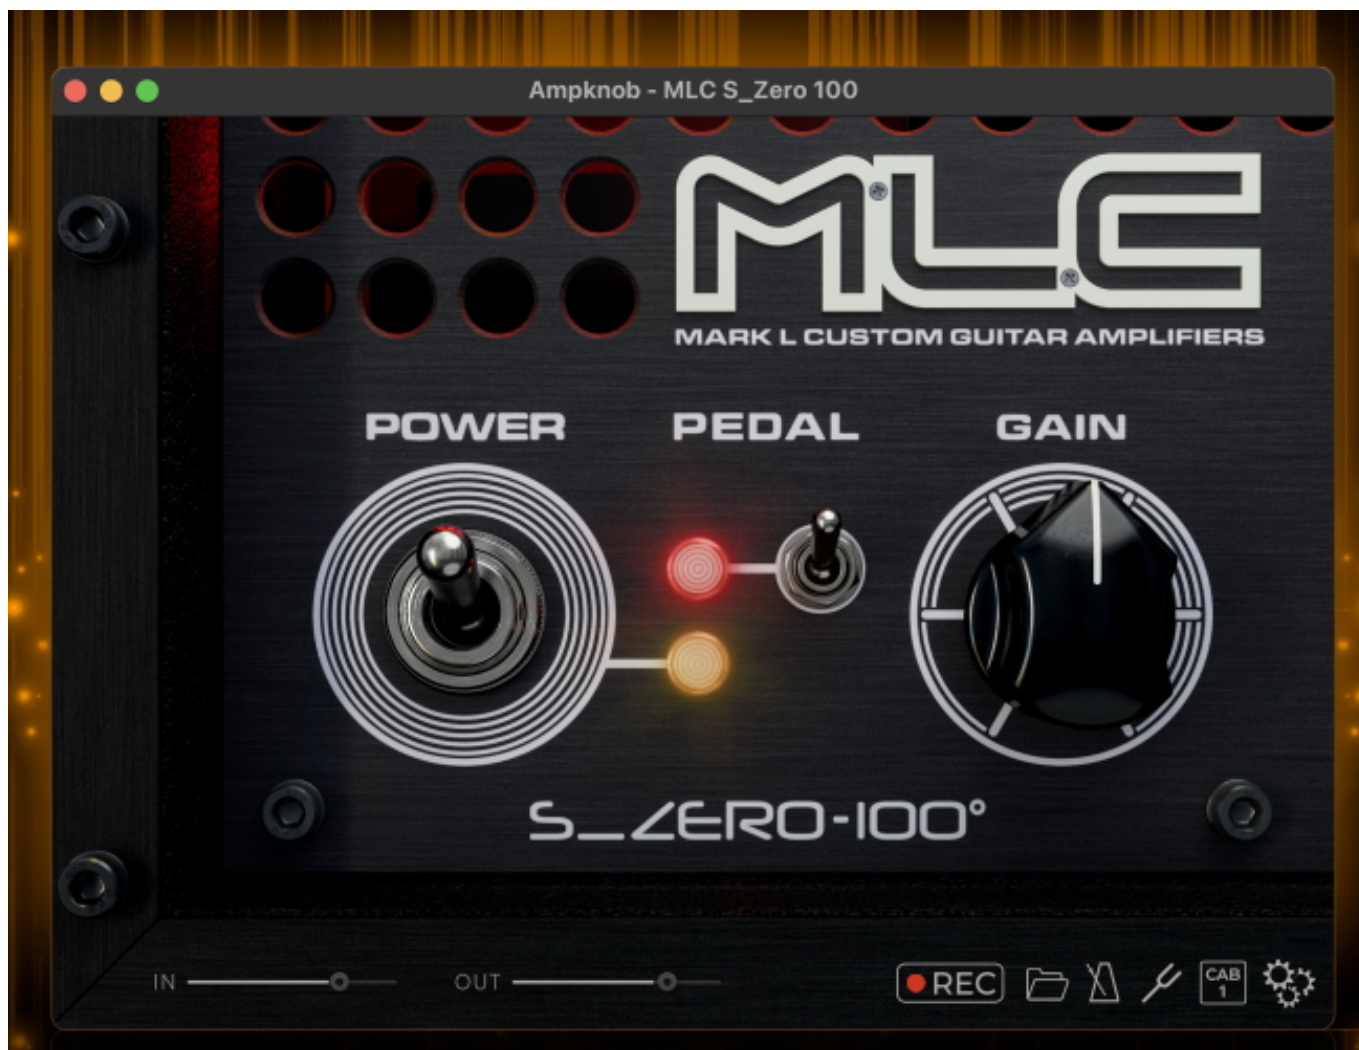 Ampknob - MLC S_Zero 100
MLC
MARK L CUSTOM GUITAR AMPLIFIERS
POWER PEDAL GAIN
S_ZERO-100°
IN OUT REC CAB
1